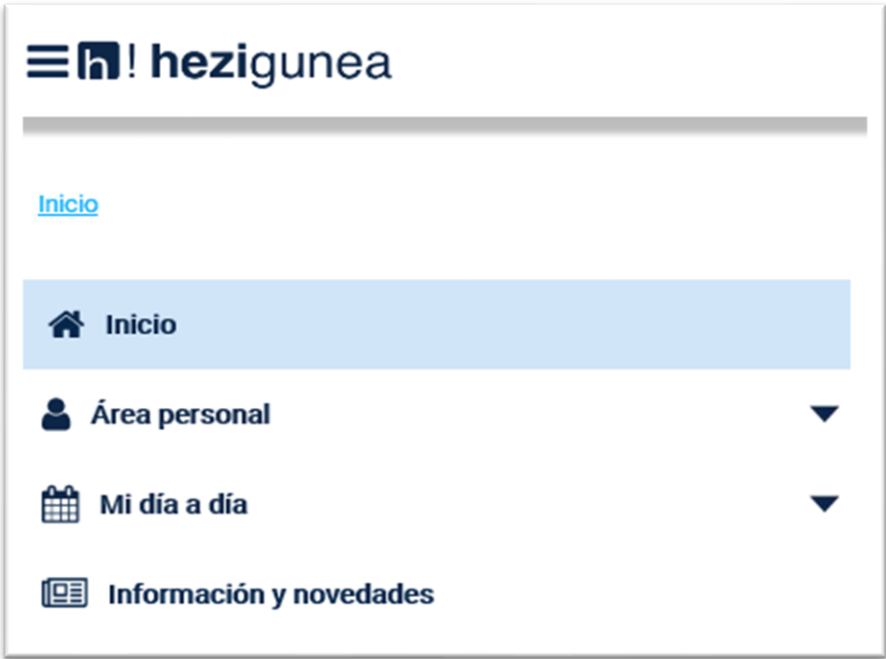 h! hezigunea
Inicio
Inicio
Área personal
Mi día a día
Información y novedades